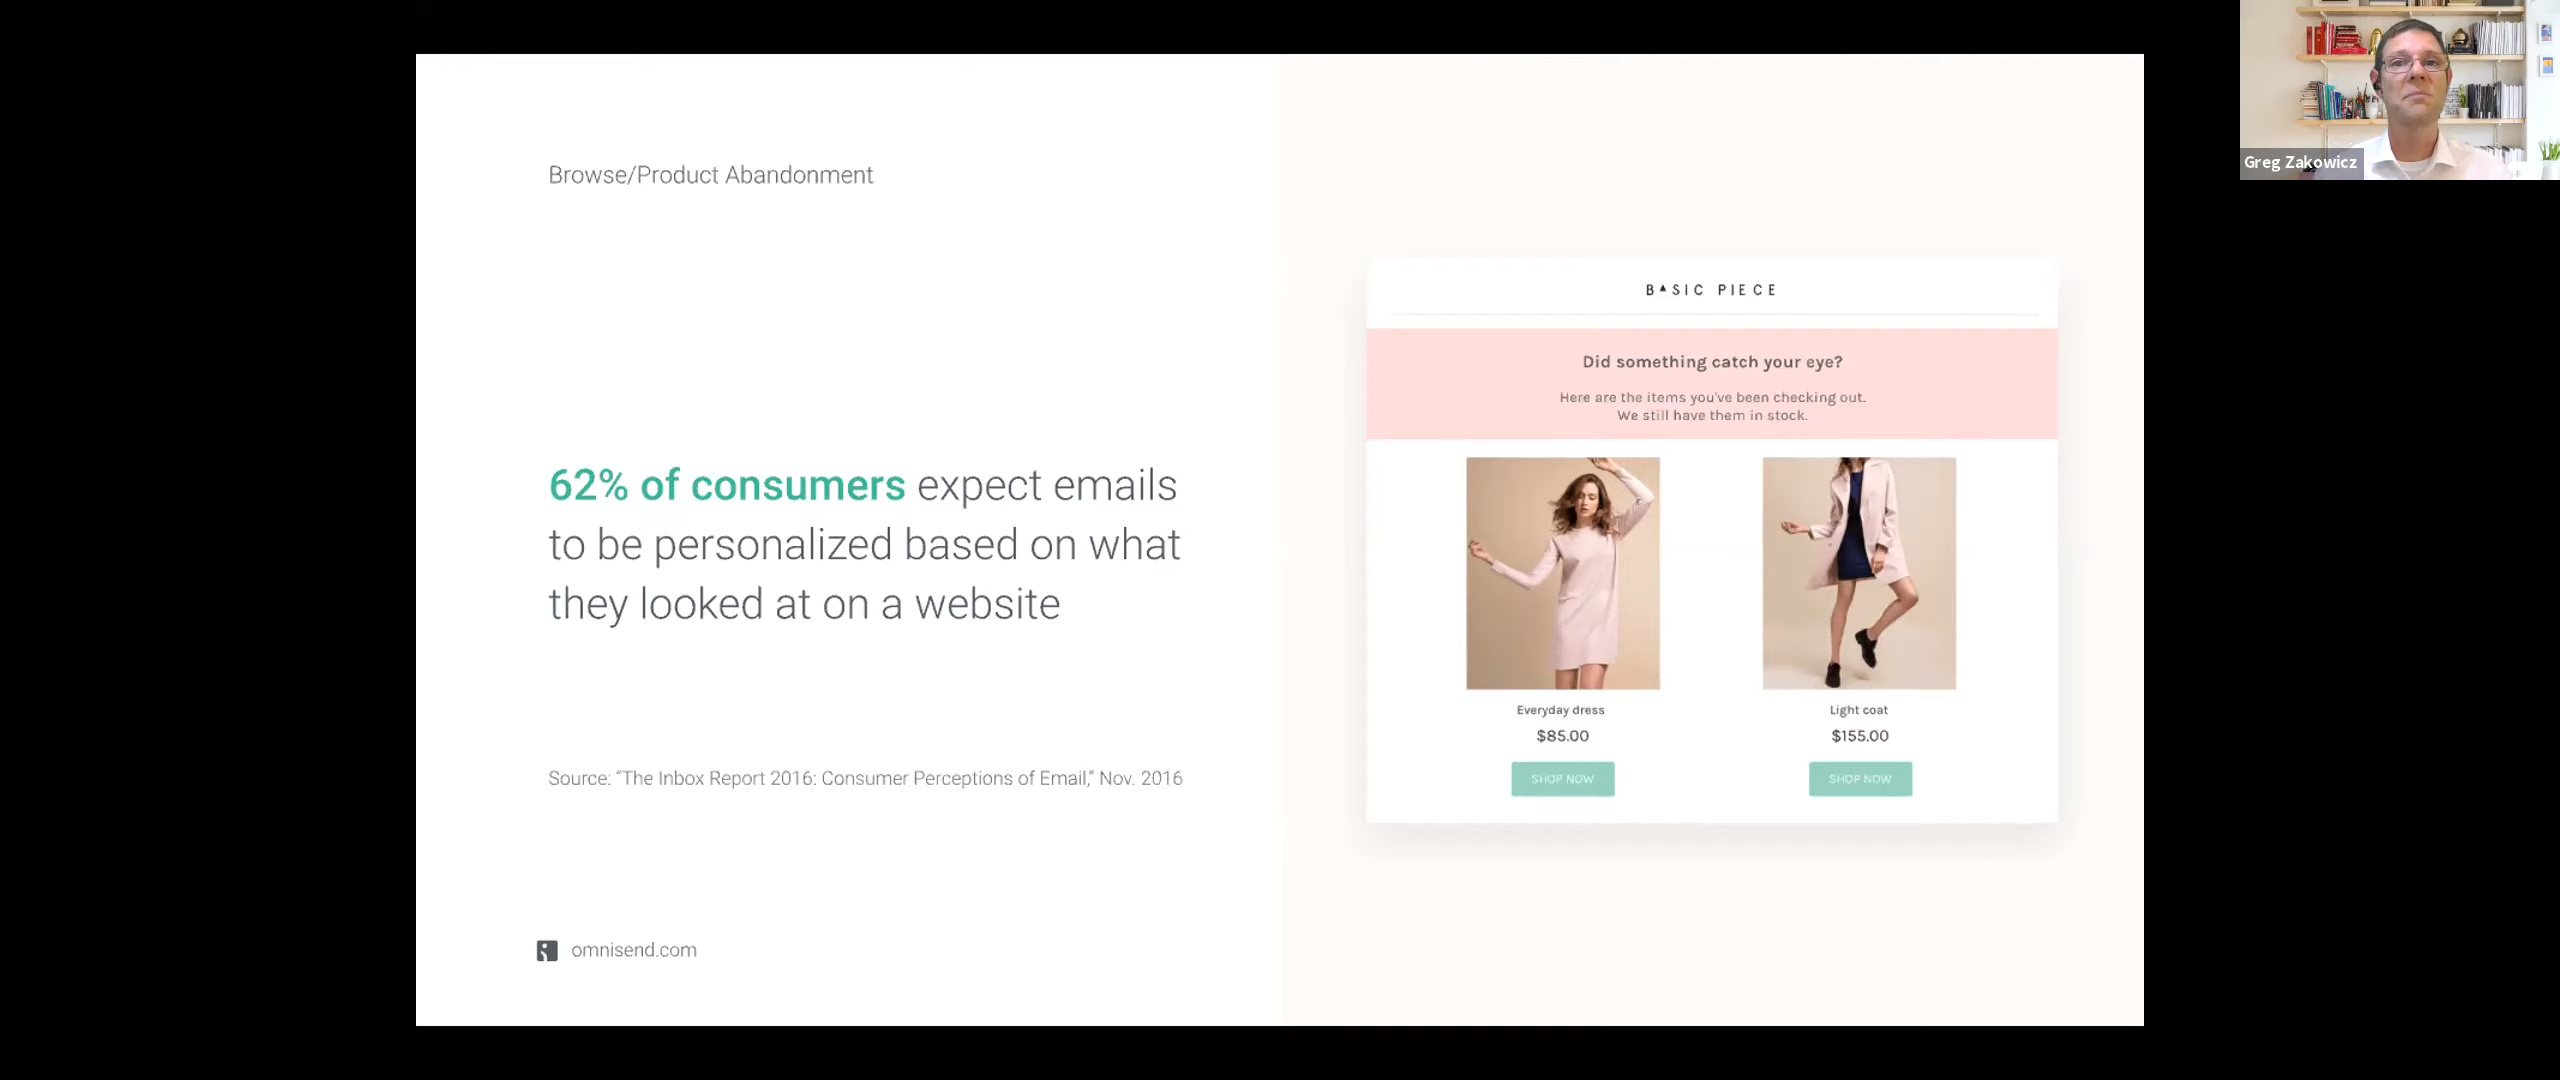 Browse/Product Abandonment
62% of consumers expect emails
to be personalized based on what
they looked at on a website
Source: “The Inbox Report 2016: Consumer Perceptions of Email,” Nov. 2016
omnisend.com
BASIC PIECE
Did something catch your eye?
Here are the items you've been checking out.
We still have them in stock.
Everyday dress
$85.00
SHOP NOW
Light coat
$155.00
SHOP NOW
Greg Zakowicz